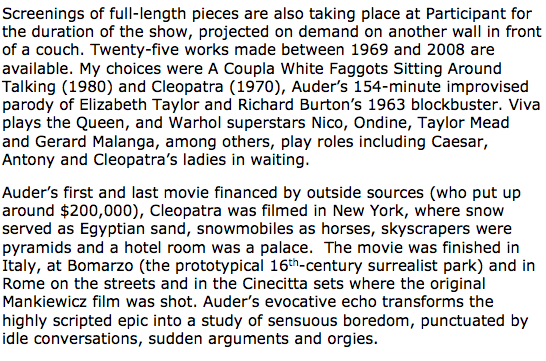 Screenings of full-length pieces are also taking place at Participant for
the duration of the show, projected on demand on another wall in front
of a couch. Twenty-five works made between 1969 and 2008 are
available. My choices were A Coupla White Faggots Sitting Around
Talking (1980) and Cleopatra (1970), Auder’s 154-minute improvised
parody of Elizabeth Taylor and Richard Burton’s 1963 blockbuster. Viva
plays the Queen, and Warhol superstars Nico, Ondine, Taylor Mead
and Gerard Malanga, among others, play roles including Caesar,
Antony and Cleopatra’s ladies in waiting.
Auder’s first and last movie financed by outside sources (who put up
around $200,000), Cleopatra was filmed in New York, where snow
served as Egyptian sand, snowmobiles as horses, skyscrapers were
pyramids and a hotel room was a palace.  The movie was finished in
Italy, at Bomarzo (the prototypical 16th-century surrealist park) and in
Rome on the streets and in the Cinecitta sets where the original
Mankiewicz film was shot. Auder’s evocative echo transforms the
highly scripted epic into a study of sensuous boredom, punctuated by
idle conversations, sudden arguments and orgies.